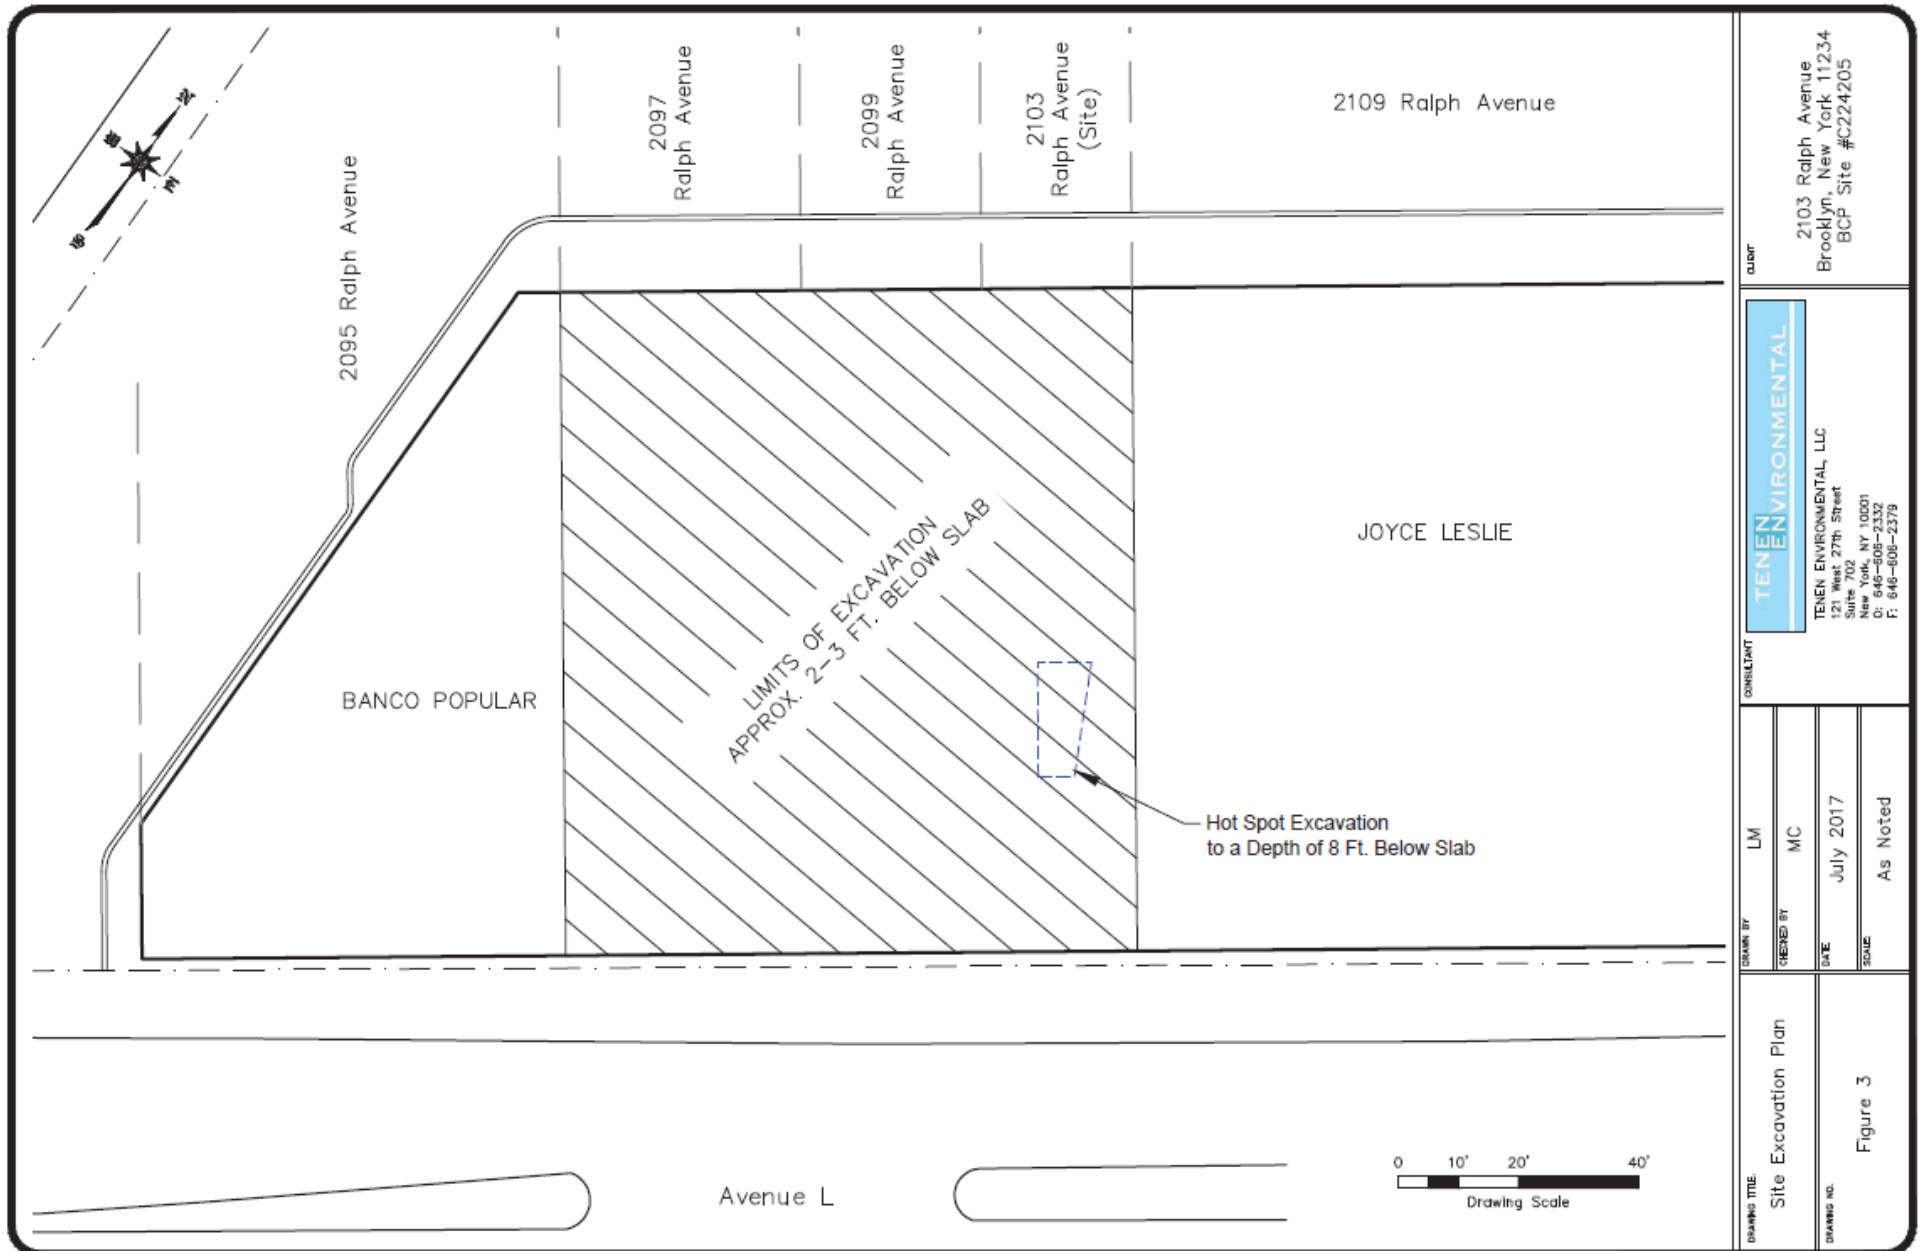 2095 Ralph Avenue
2097
Ralph Avenue
2099
Ralph Avenue
2103
Ralph Avenue
(Site)
2109 Ralph Avenue
N
E
S
BANCO POPULAR
LIMITS OF EXCAVATION
APPROX. 2-3 FT. BELOW SLAB
JOYCE LESLIE
Hot Spot Excavation
to a Depth of 8 Ft. Below Slab
Avenue L
0 10' 20' 40'
Drawing Scale
CLIENT
2103 Ralph Avenue
Brooklyn, New York 11234
BCP Site #C224205
CONSULTANT
TENEN
ENVIRONMENTAL
TENEN ENVIRONMENTAL, LLC
121 West 27th Street
Suite 702
New York, NY 10001
O: 646-606-2332
F: 646-606-2379
DRAWN BY
LM
CHECKED BY
MC
DATE
July 2017
SCALE
As Noted
DRAWING TITLE
Site Excavation Plan
DRAWING NO.
Figure 3